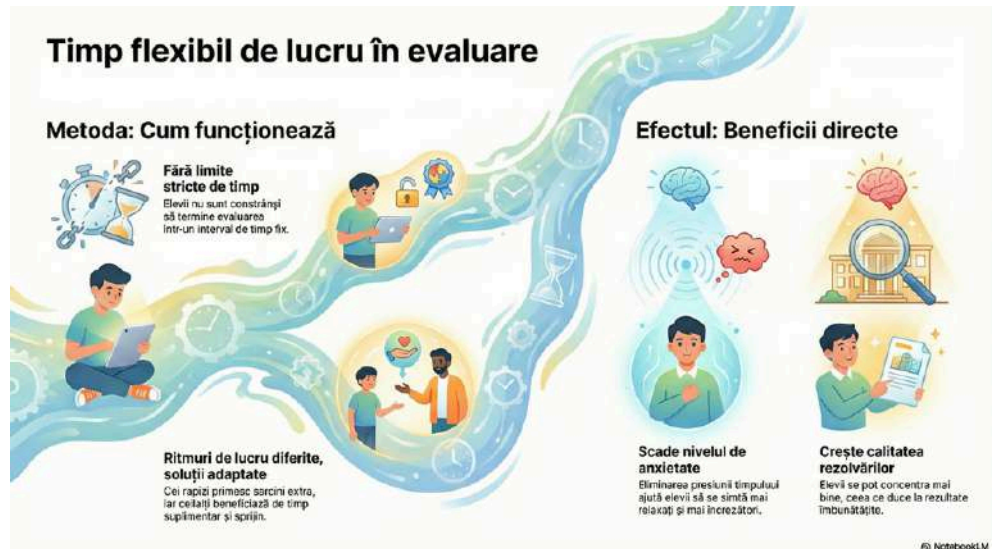 Timp flexibil de lucru în evaluare
Metoda: Cum funcționează
Fără limite
stricte de timp
Elevii nu sunt constrânși
să termine evaluarea
într-un interval de timp fix.
Ritmuri de lucru diferite,
soluții adaptate
Cei rapizi primesc sarcini extra,
iar ceilalți beneficiază de timp
suplimentar și sprijin.
Efectul: Beneficii directe
Scade nivelul de
anxietate
Eliminarea presiunii timpului
ajută elevii să se simtă mai
relaxați și mai încrezători.
Crește calitatea
rezolvărilor
Elevii se pot concentra mai
bine, ceea ce duce la rezultate
îmbunătățite.
NotebookLM